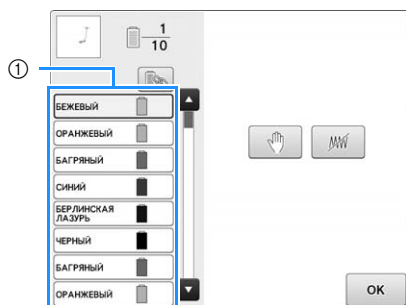 1
10
①
БЕЖЕВЫЙ
ОРАНЖЕВЫЙ
БАГРЯНЫЙ
СИНИЙ
БЕРЛИНСКАЯ
ЛАЗУРЬ
ЧЕРНЫЙ
БАГРЯНЫЙ
ОРАНЖЕВЫЙ
OK